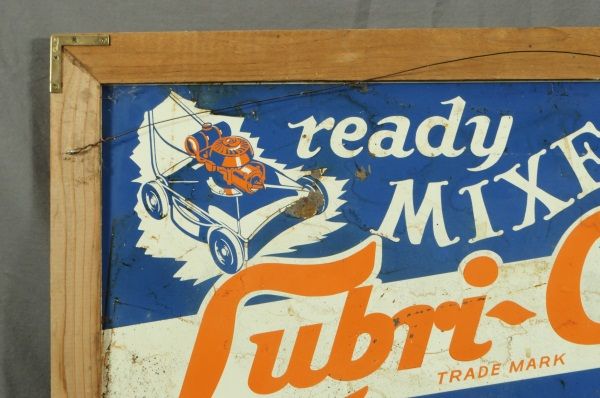 ready
MIXE
Lubri-
TRADE MARK